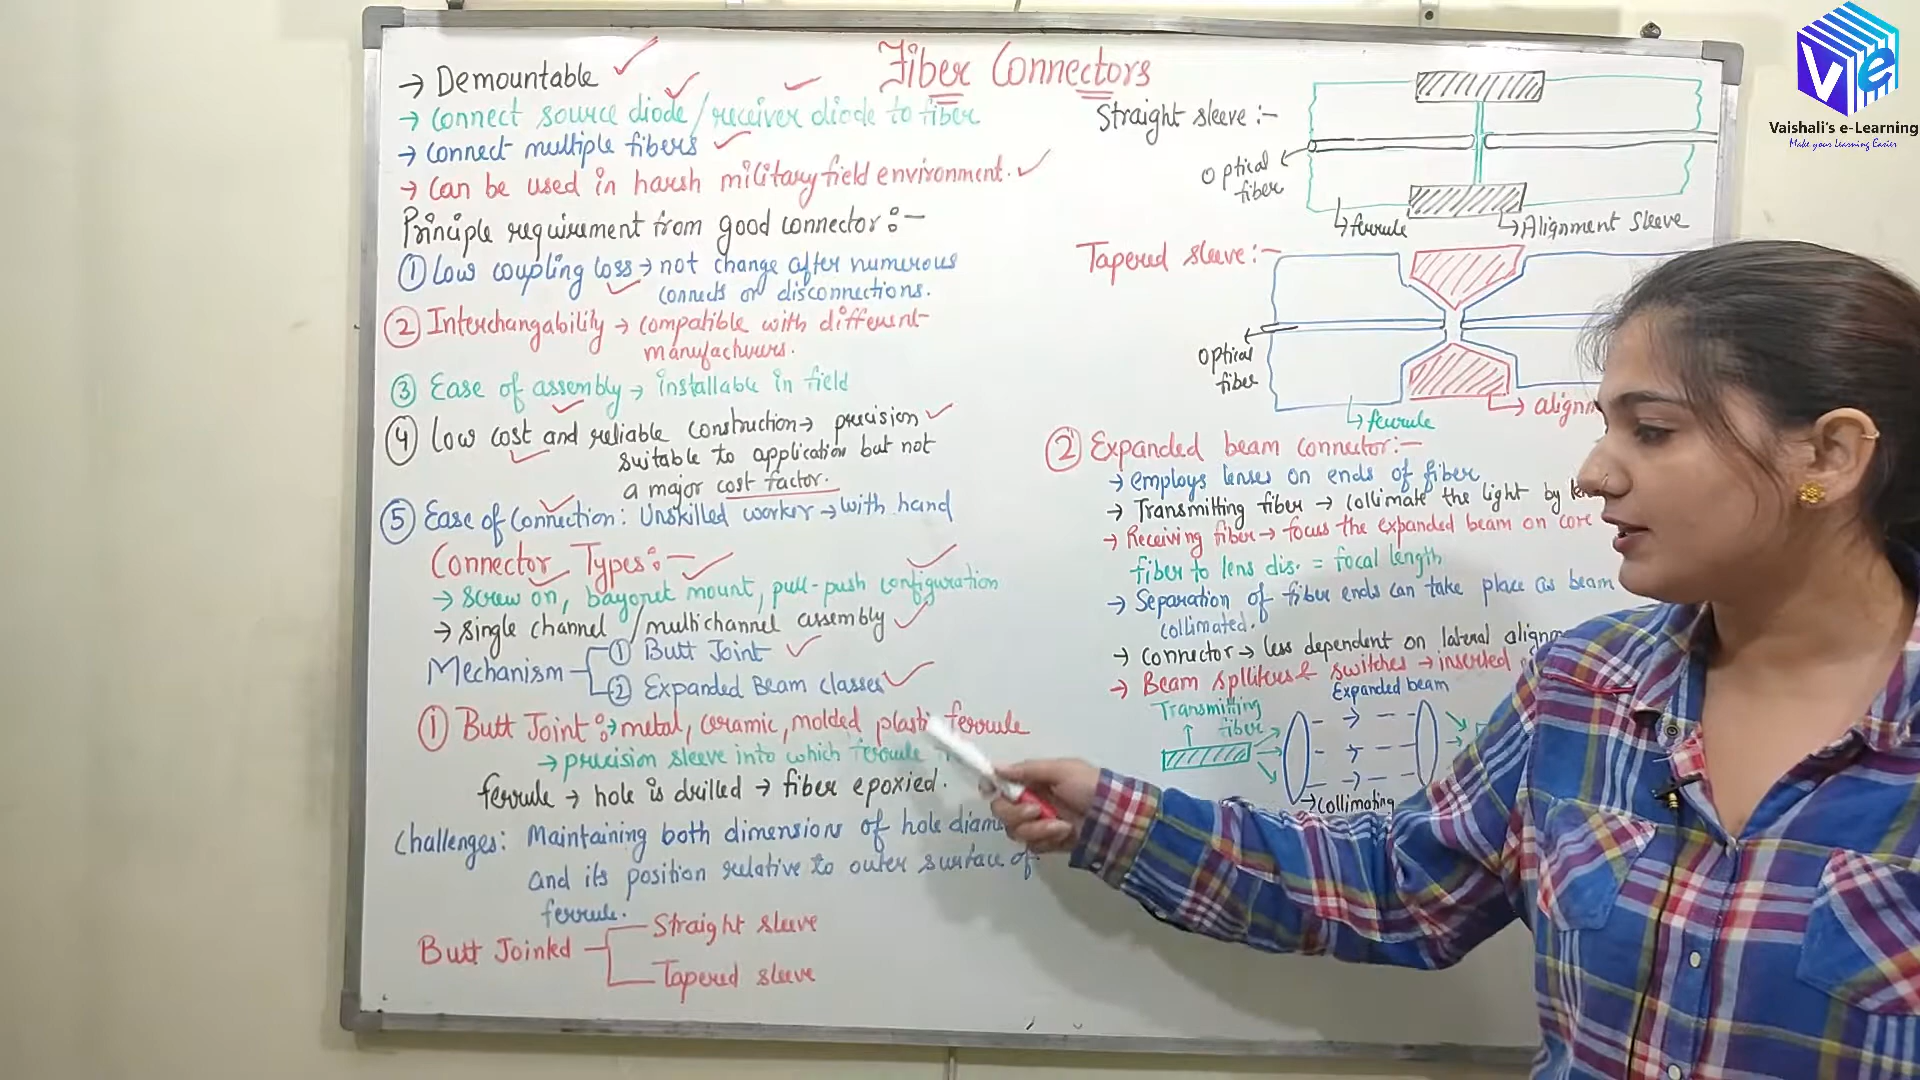 Fiber Connectors
→ Demountable
→ Connect source diode/receiver diode to fiber
→ Connect multiple fibers
→ Can be used in harsh military field environment.
Principle requirement from good connector:-
① Low coupling loss → not change after numerous
connects or disconnections.
② Interchangability → compatible with different
manufacturers.
③ Ease of assembly → installable in field
④ Low cost and reliable construction → precision
suitable to application but not
a major cost factor.
⑤ Ease of Connection: Unskilled worker → with hand
Connector Types:-
→ Screw on, bayonet mount, pull-push configuration
→ Single channel / multichannel assembly
Mechanism
① Butt Joint
② Expanded Beam classes
① Butt Joint:→ metal, ceramic, molded plastic ferrule
→ precision sleeve into which ferrule
ferrule → hole is drilled → fiber epoxied.
Challenges: Maintaining both dimensions of hole
and its position relative to outer surface of
ferrule.
Butt Jointed
Straight sleeve
Tapered sleeve
Straight sleeve:-
Optical
fiber
ferrule
Alignment sleeve
Tapered sleeve:-
Optical
fiber
ferrule
② Expanded beam connector:-
→ employs lenses on ends of fiber
→ Transmitting fiber → collimate the light by
→ Receiving fiber → focus the expanded beam on core
fiber to lens dis. = focal length
→ Separation of fiber ends can take place as beam
collimated.
→ Connector → less dependent on lateral
→ Beam spliters & switches → inserted
Expanded beam
Transmitting
fiber
→ Collimating
Ve
Vaishali's e-Learning
Make your Learning Easier